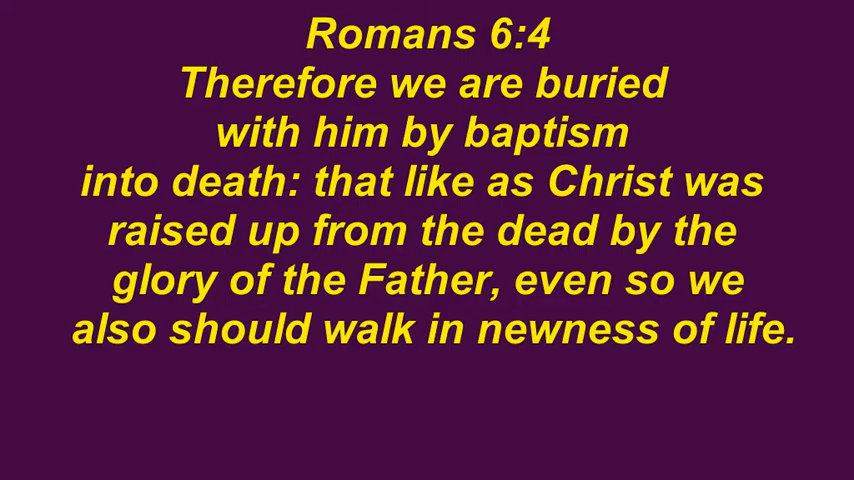 Romans 6:4
Therefore we are buried
with him by baptism
into death: that like as Christ was
raised up from the dead by the
glory of the Father, even so we
also should walk in newness of life.